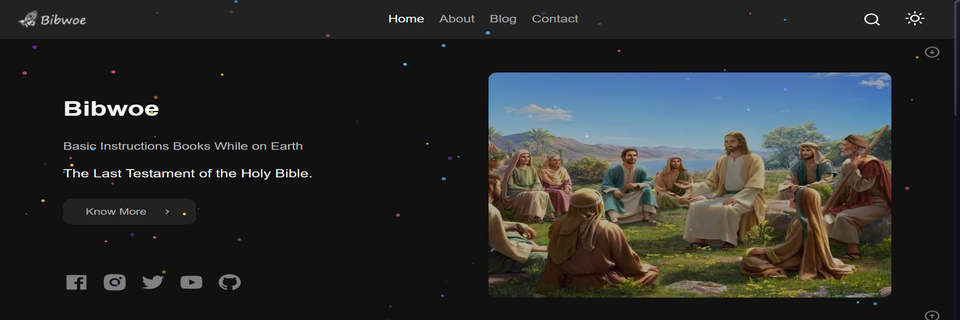 Bibwoe
Home About Blog Contact
Bibwoe
Basic Instructions Books While on Earth
The Last Testament of the Holy Bible.
Know More